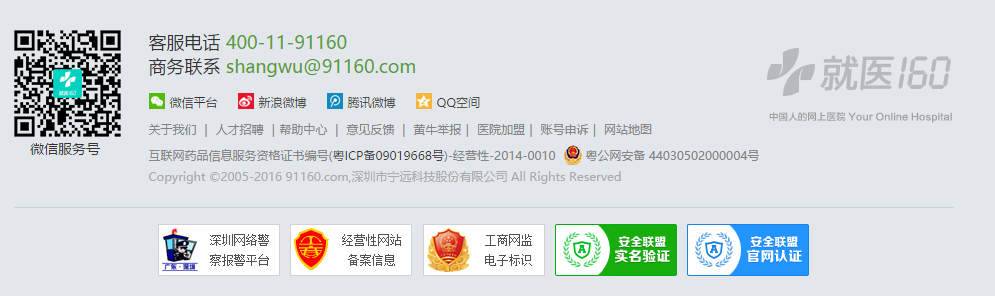 客服电话 400-11-91160
商务联系 shangwu@91160.com
就医160
中国人的网上医院 Your Online Hospital
就医160
微信服务号
微信平台 新浪微博 腾讯微博 QQ空间
关于我们 | 人才招聘 | 帮助中心 | 意见反馈 | 黄牛举报 | 医院加盟 | 账号申诉 | 网站地图
互联网药品信息服务资格证书编号(粤ICP备09019668号)-经营性-2014-0010 粤公网安备 44030502000004号
Copyright ©2005-2016 91160.com,深圳市宁远科技股份有限公司 All Rights Reserved
广东·深圳
深圳网络警
察报警平台
经营性网站
备案信息
工商网监
电子标识
安全联盟
实名验证
安全联盟
官网认证